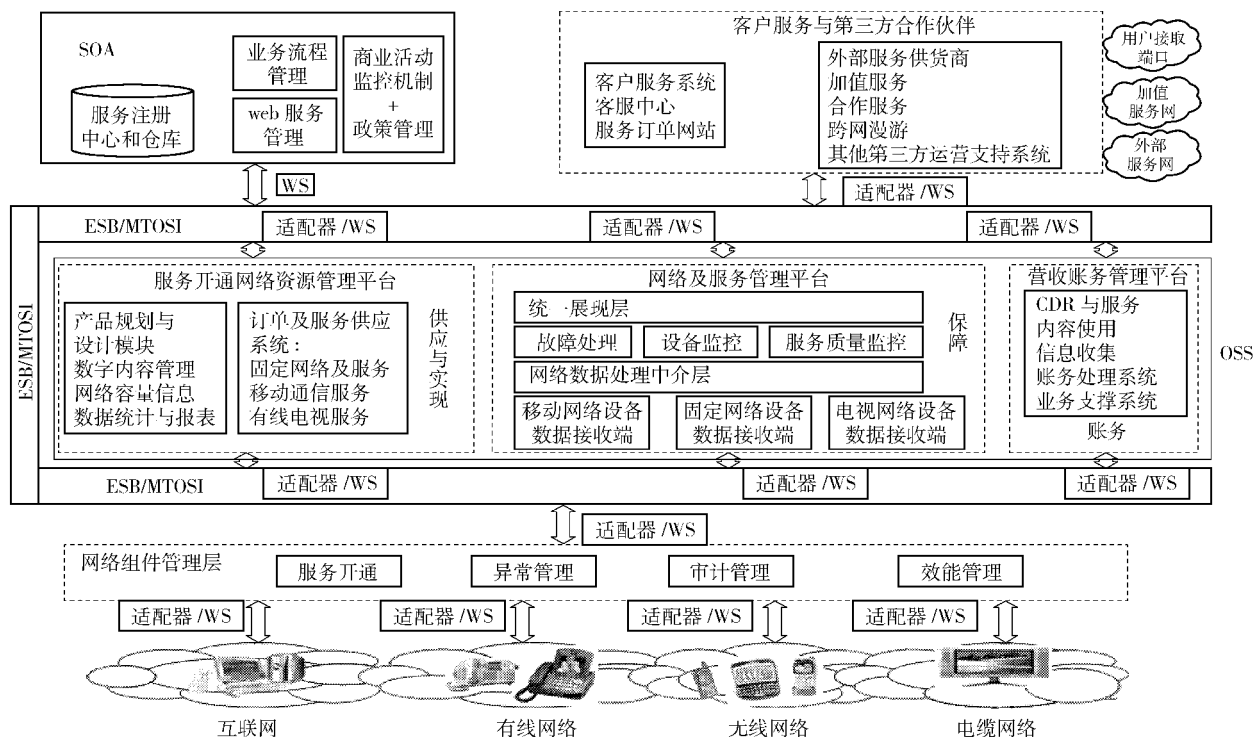 SOA
服务注册
中心和仓库
业务流程
管理
web 服务
管理
商业活动
监控机制
+
政策管理
WS
客户服务与第三方合作伙伴
客户服务系统
客服中心
服务订单网站
外部服务供货商
加值服务
合作服务
跨网漫游
其他第三方运营支持系统
用户接取
端口
加值
服务网
外部
服务网
适配器/WS
ESB/MTOSI
适配器/WS
适配器/WS
适配器/WS
ESB/MTOSI
服务开通网络资源管理平台
产品规划与
设计模块
数字内容管理
网络容量信息
数据统计与报表
订单及服务供应
系统:
固定网络及服务
移动通信服务
有线电视服务
供应与实现
网络及服务管理平台
统一展现层
故障处理
设备监控
服务质量监控
网络数据处理中介层
移动网络设备
数据接收端
固定网络设备
数据接收端
电视网络设备
数据接收端
保障
营收账务管理平台
CDR 与服务
内容使用
信息收集
账务处理系统
业务支撑系统
账务
OSS
ESB/MTOSI
适配器/WS
适配器/WS
适配器/WS
适配器/WS
网络组件管理层
服务开通
异常管理
审计管理
效能管理
适配器/WS
适配器/WS
适配器/WS
适配器/WS
互联网
有线网络
无线网络
电缆网络